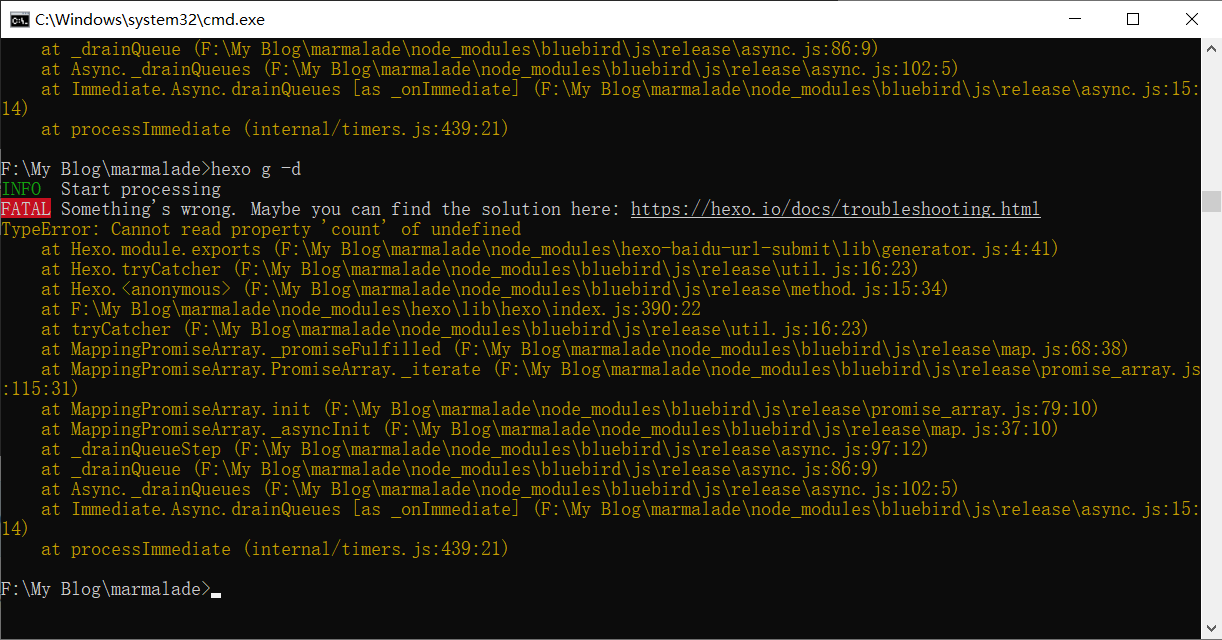 C:\Windows\system32\cmd.exe
    at _drainQueue (F:\My Blog\marmalade\node_modules\bluebird\js\release\async.js:86:9)
    at Async._drainQueues (F:\My Blog\marmalade\node_modules\bluebird\js\release\async.js:102:5)
    at Immediate.Async.drainQueues [as _onImmediate] (F:\My Blog\marmalade\node_modules\bluebird\js\release\async.js:15:
14)
    at processImmediate (internal/timers.js:439:21)
F:\My Blog\marmalade>hexo g -d
INFO  Start processing
FATAL Something's wrong. Maybe you can find the solution here: https://hexo.io/docs/troubleshooting.html
TypeError: Cannot read property 'count' of undefined
    at Hexo.module.exports (F:\My Blog\marmalade\node_modules\hexo-baidu-url-submit\lib\generator.js:4:41)
    at Hexo.tryCatcher (F:\My Blog\marmalade\node_modules\bluebird\js\release\util.js:16:23)
    at Hexo.<anonymous> (F:\My Blog\marmalade\node_modules\bluebird\js\release\method.js:15:34)
    at F:\My Blog\marmalade\node_modules\hexo\lib\hexo\index.js:390:22
    at tryCatcher (F:\My Blog\marmalade\node_modules\bluebird\js\release\util.js:16:23)
    at MappingPromiseArray._promiseFulfilled (F:\My Blog\marmalade\node_modules\bluebird\js\release\map.js:68:38)
    at MappingPromiseArray.PromiseArray._iterate (F:\My Blog\marmalade\node_modules\bluebird\js\release\promise_array.js
:115:31)
    at MappingPromiseArray.init (F:\My Blog\marmalade\node_modules\bluebird\js\release\promise_array.js:79:10)
    at MappingPromiseArray._asyncInit (F:\My Blog\marmalade\node_modules\bluebird\js\release\map.js:37:10)
    at _drainQueueStep (F:\My Blog\marmalade\node_modules\bluebird\js\release\async.js:97:12)
    at _drainQueue (F:\My Blog\marmalade\node_modules\bluebird\js\release\async.js:86:9)
    at Async._drainQueues (F:\My Blog\marmalade\node_modules\bluebird\js\release\async.js:102:5)
    at Immediate.Async.drainQueues [as _onImmediate] (F:\My Blog\marmalade\node_modules\bluebird\js\release\async.js:15:
14)
    at processImmediate (internal/timers.js:439:21)
F:\My Blog\marmalade>